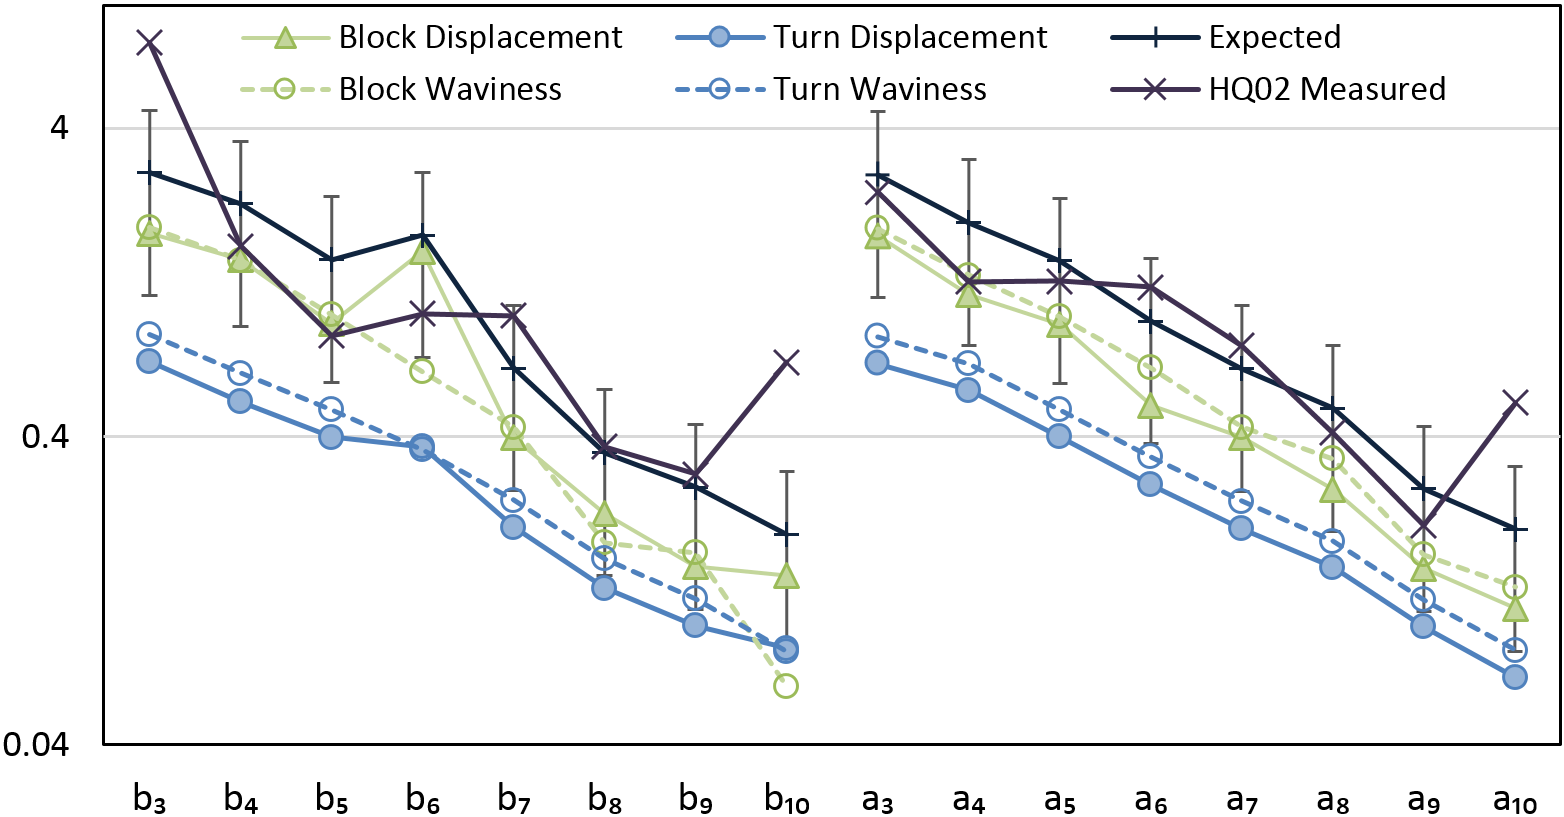 Block Displacement Turn Displacement Expected
Block Waviness Turn Waviness HQ02 Measured
4
0.4
0.04
b₃ b₄ b₅ b₆ b₇ b₈ b₉ b₁₀ a₃ a₄ a₅ a₆ a₇ a₈ a₉ a₁₀